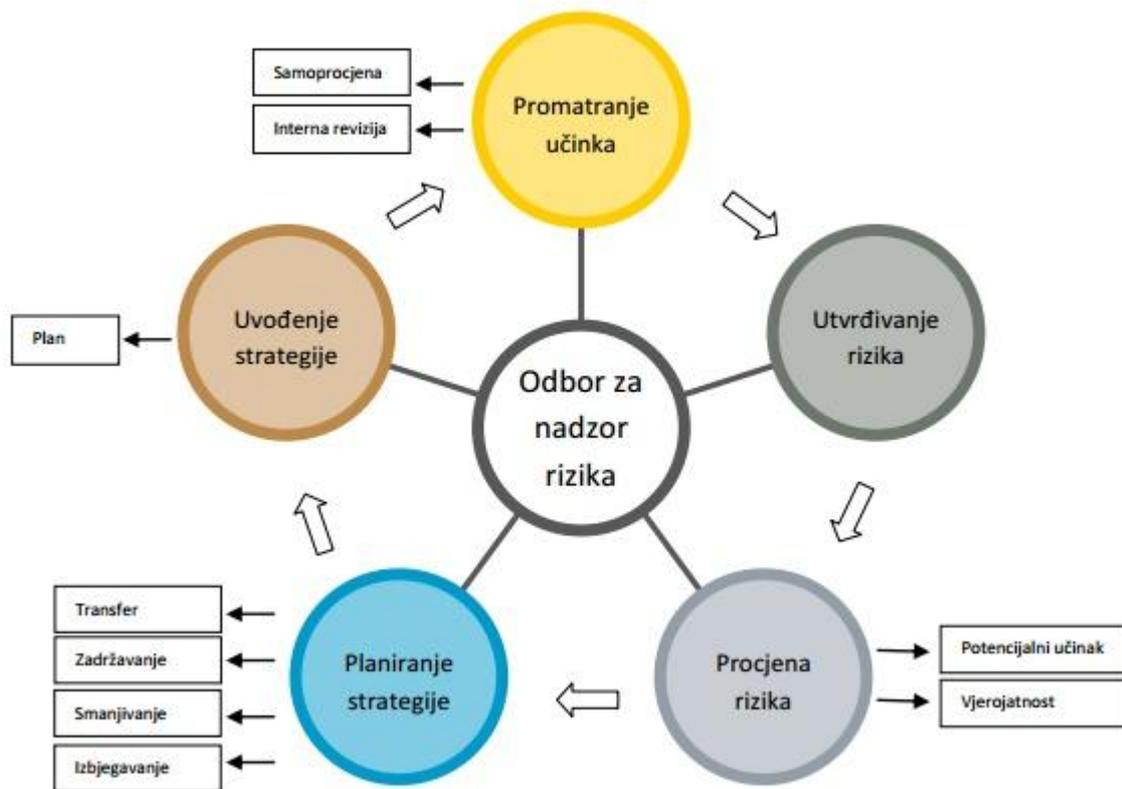 Samoprocjena
Interna revizija
Promatranje
učinka
Uvođenje
strategije
Plan
Utvrđivanje
rizika
Odbor za
nadzor
rizika
Transfer
Zadržavanje
Smanjivanje
Izbjegavanje
Planiranje
strategije
Procjena
rizika
Potencijalni učinak
Vjerojatnost